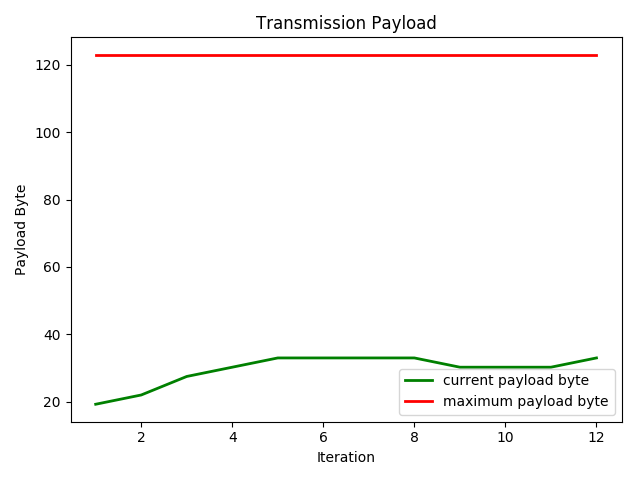 Transmission Payload
Payload Byte
120
100
80
60
40
20
current payload byte
maximum payload byte
2 4 6 8 10 12
Iteration